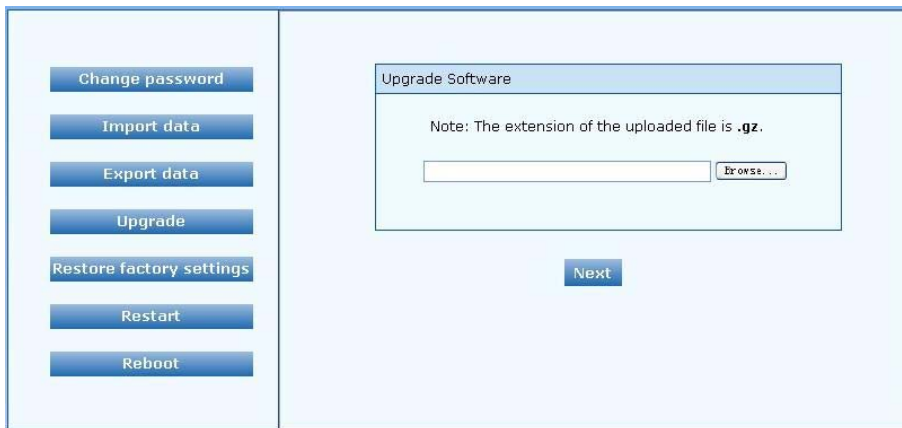 Change password
Import data
Export data
Upgrade
Restore factory settings
Restart
Reboot
Upgrade Software
Note: The extension of the uploaded file is .gz.
Browse...
Next